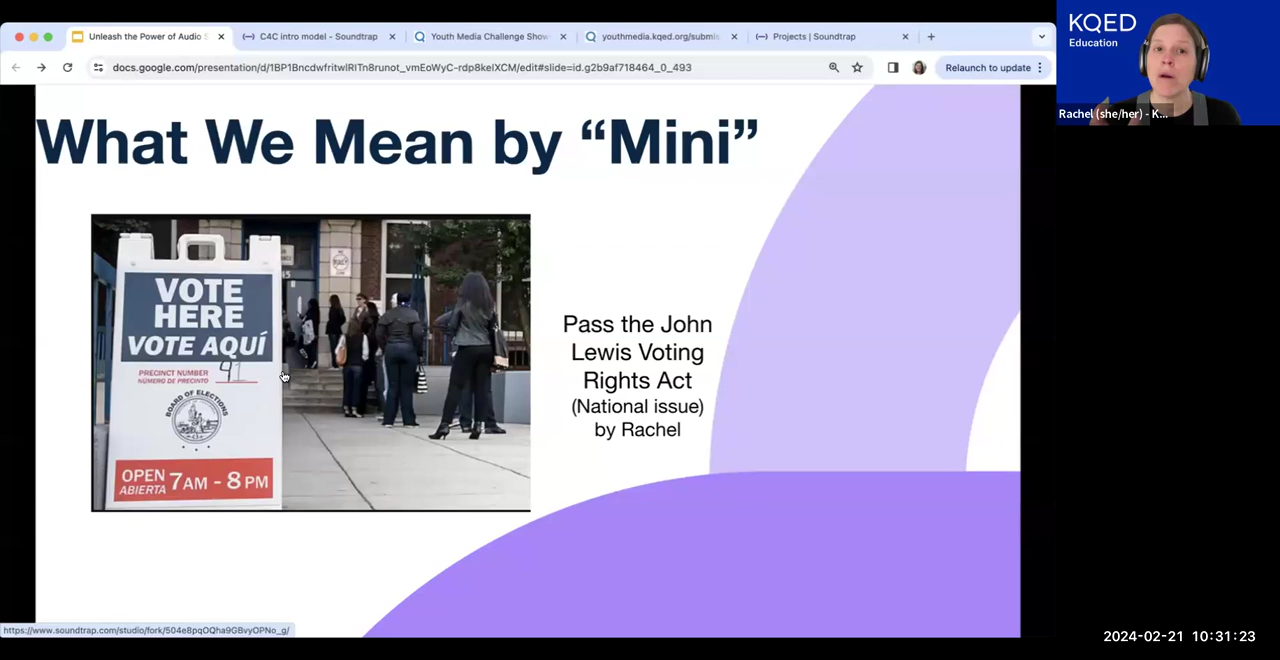 Unleash the Power of Audio S
C4C intro model - Soundtrap
Youth Media Challenge Show
youthmedia.kqed.org/submis
Projects | Soundtrap
docs.google.com/presentation/d/1BP1BncdwfritwlRlTn8runot_vmEoWyC-rdp8kelXCM/edit#slide=id.g2b9af718464_0_493
Relaunch to update
KQED
Education
Rachel (she/her) - K...
What We Mean by “Mini”
VOTE
HERE
VOTE AQUÍ
PRECINCT NUMBER
NÚMERO DE PRECINTO
BOARD OF ELECTIONS
OPEN
ABIERTA
7AM - 8PM
Pass the John
Lewis Voting
Rights Act
(National issue)
by Rachel
https://www.soundtrap.com/studio/fork/504e8pqOQha9GBvyOPNo_g/
2024-02-21 10:31:23